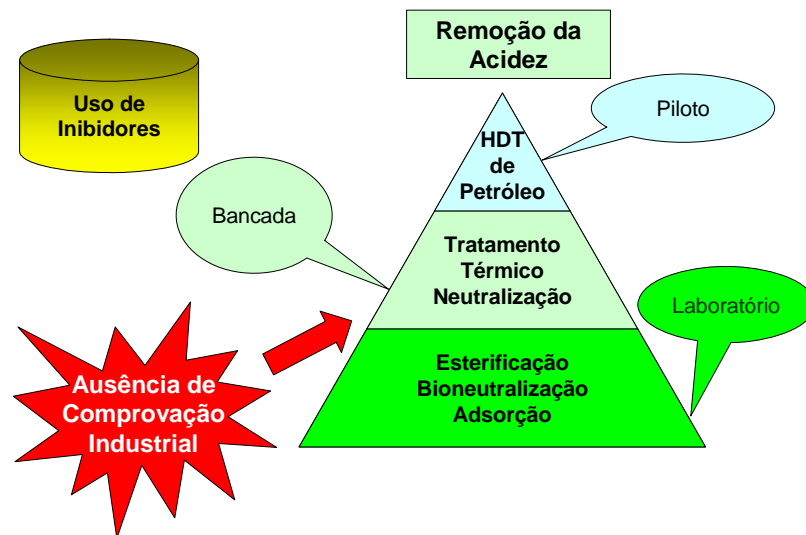 Remoção da
Acidez
Uso de
Inibidores
Piloto
HDT
de
Petróleo
Bancada
Tratamento
Térmico
Neutralização
Laboratório
Esterificação
Bioneutralização
Adsorção
Ausência de
Comprovação
Industrial